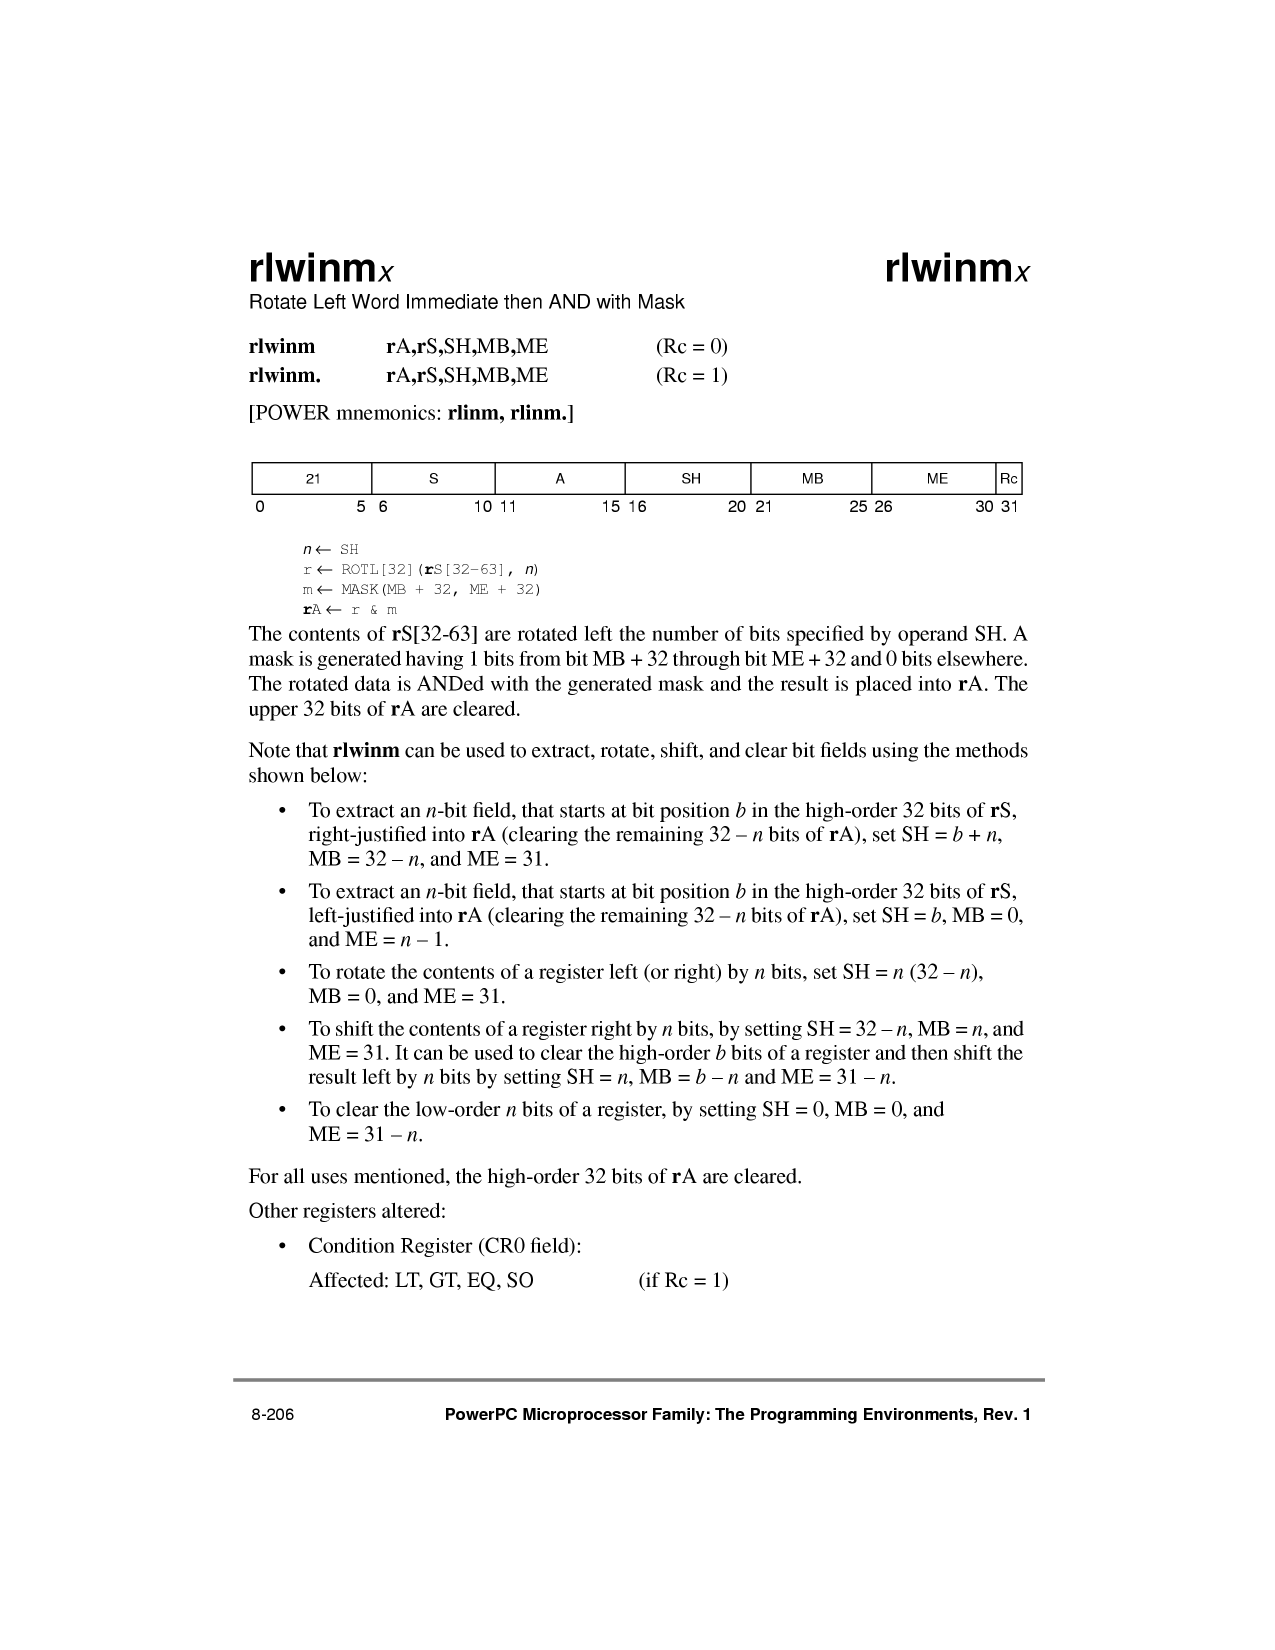 rlwinmx rlwinmx
Rotate Left Word Immediate then AND with Mask
rlwinm rA,rS,SH,MB,ME (Rc = 0)
rlwinm. rA,rS,SH,MB,ME (Rc = 1)
[POWER mnemonics: rlinm, rlinm.]
21 S A SH MB ME Rc
0 5 6 10 11 15 16 20 21 25 26 30 31
n ← SH
r ← ROTL[32](rS[32–63], n)
m ← MASK(MB + 32, ME + 32)
rA ← r & m
The contents of rS[32-63] are rotated left the number of bits specified by operand SH. A
mask is generated having 1 bits from bit MB + 32 through bit ME + 32 and 0 bits elsewhere.
The rotated data is ANDed with the generated mask and the result is placed into rA. The
upper 32 bits of rA are cleared.
Note that rlwinm can be used to extract, rotate, shift, and clear bit fields using the methods
shown below:
• To extract an n-bit field, that starts at bit position b in the high-order 32 bits of rS,
right-justified into rA (clearing the remaining 32 – n bits of rA), set SH = b + n,
MB = 32 – n, and ME = 31.
• To extract an n-bit field, that starts at bit position b in the high-order 32 bits of rS,
left-justified into rA (clearing the remaining 32 – n bits of rA), set SH = b, MB = 0,
and ME = n – 1.
• To rotate the contents of a register left (or right) by n bits, set SH = n (32 – n),
MB = 0, and ME = 31.
• To shift the contents of a register right by n bits, by setting SH = 32 – n, MB = n, and
ME = 31. It can be used to clear the high-order b bits of a register and then shift the
result left by n bits by setting SH = n, MB = b – n and ME = 31 – n.
• To clear the low-order n bits of a register, by setting SH = 0, MB = 0, and
ME = 31 – n.
For all uses mentioned, the high-order 32 bits of rA are cleared.
Other registers altered:
• Condition Register (CR0 field):
Affected: LT, GT, EQ, SO (if Rc = 1)
8-206 PowerPC Microprocessor Family: The Programming Environments, Rev. 1